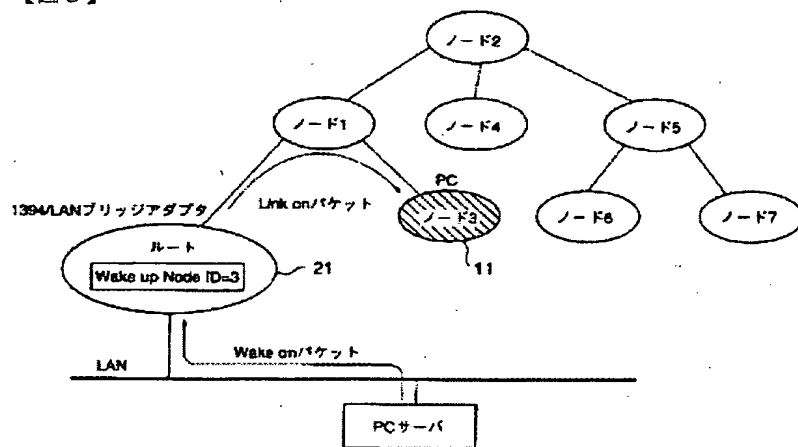 ノード2
ノード1
ノード4
ノード5
PC
1394/LANブリッジアダプタ
Link onパケット
ノード3
ノード6
ノード7
ルート
21
11
Wake up Node ID=3
Wake onパケット
LAN
PCサーバ